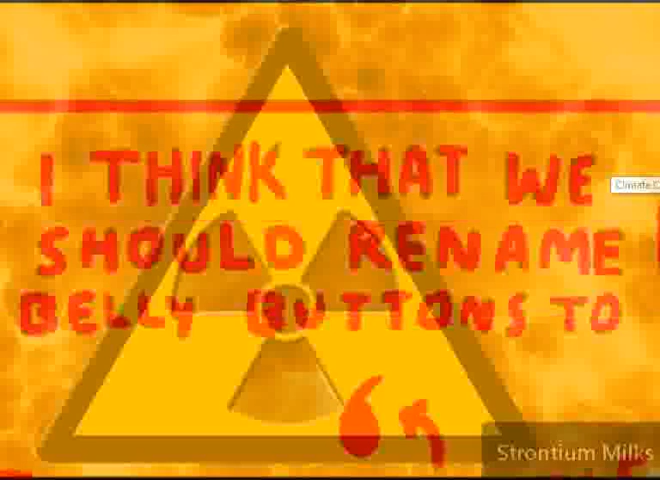 I THINK THAT WE
SHOULD RENAME
BELLY BUTTONS TO
Strontium Milks